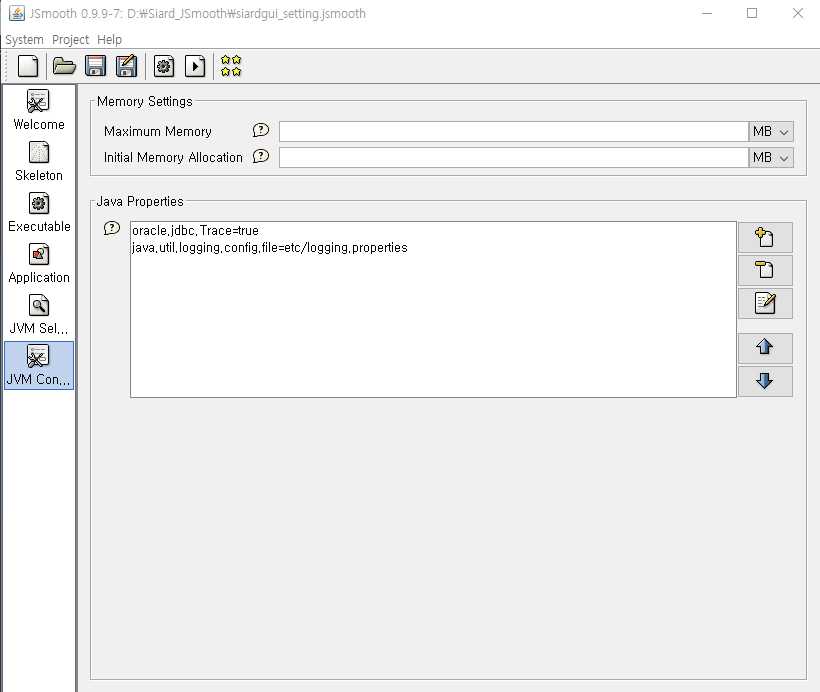 JSmooth 0.9.9-7: D:₩Siard_JSmooth₩siardgui_setting.jsmooth
System Project Help
Welcome
Skeleton
Executable
Application
JVM Sel...
JVM Con...
Memory Settings
Maximum Memory ? MB
Initial Memory Allocation ? MB
Java Properties
?
oracle.jdbc.Trace=true
java.util.logging.config.file=etc/logging.properties